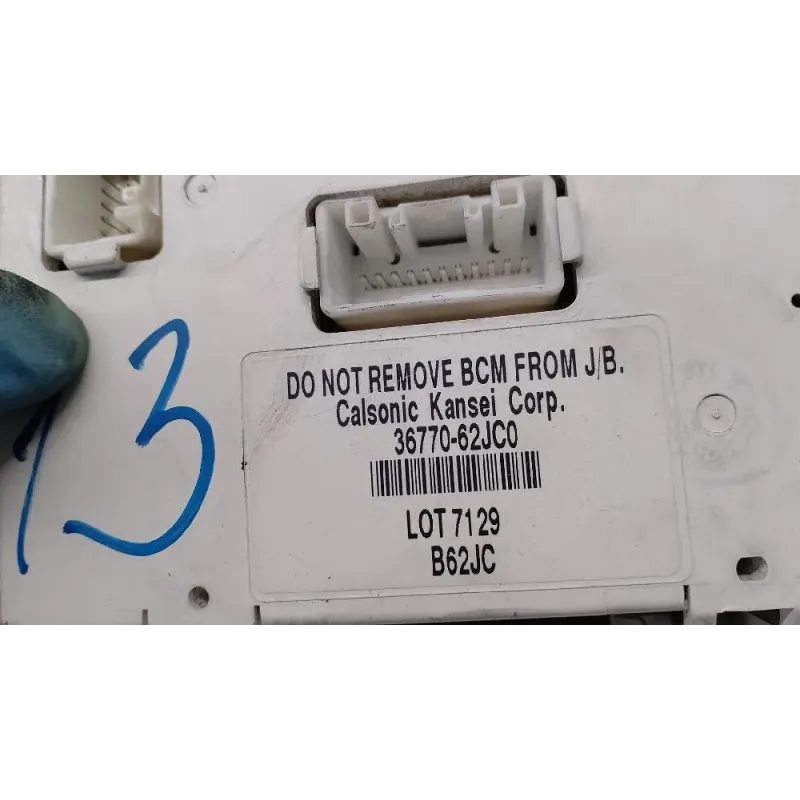 13
DO NOT REMOVE BCM FROM J/B.
Calsonic Kansei Corp.
36770-62JC0
LOT 7129
B62JC